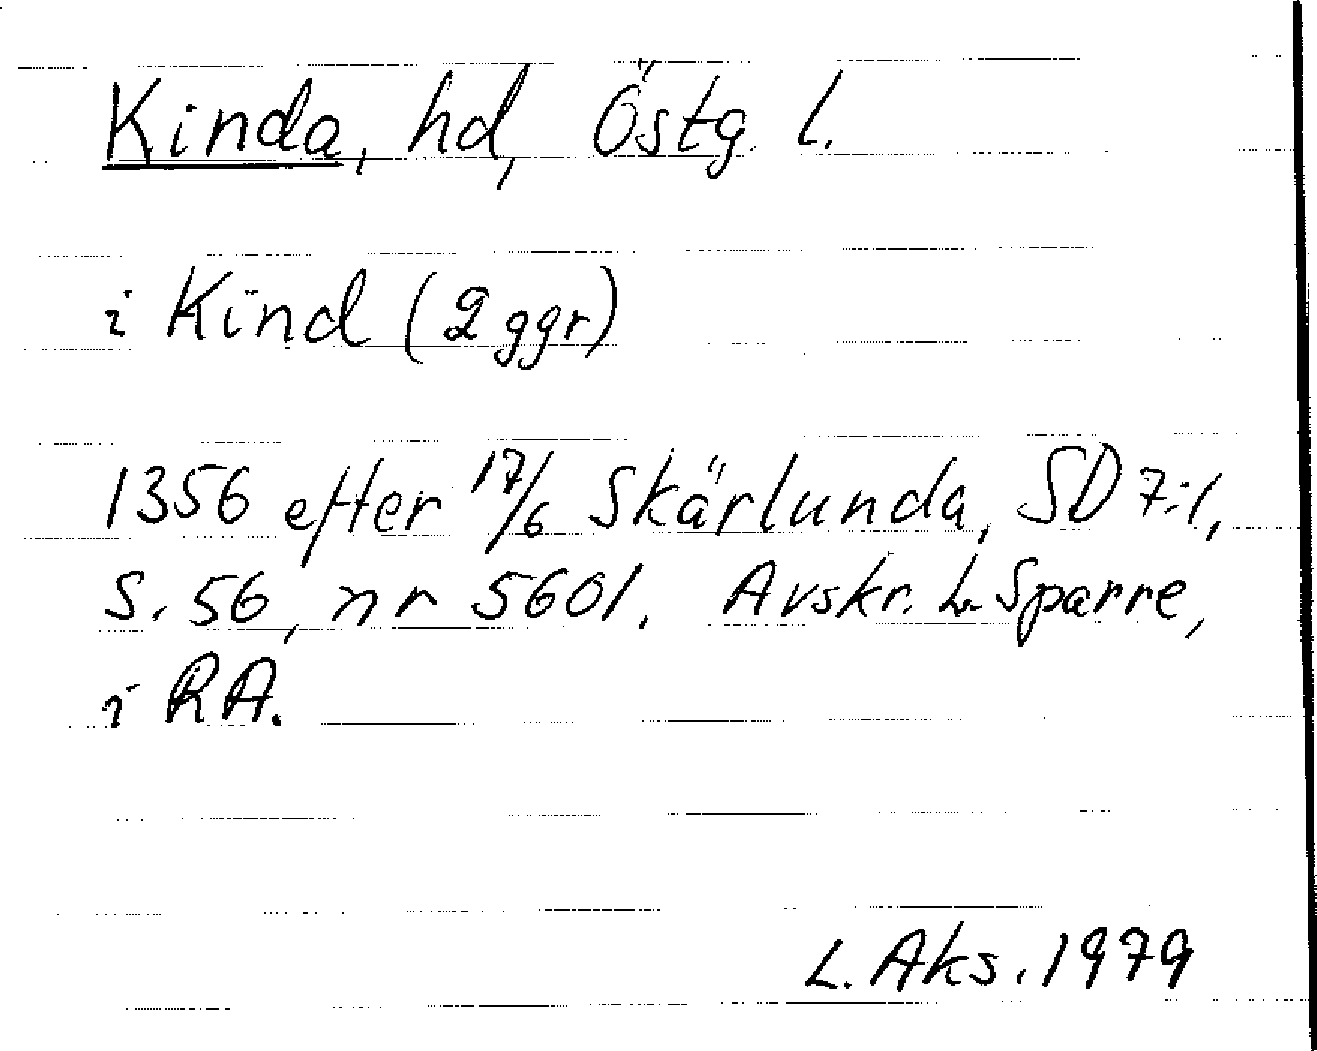 Kinda, hd, Östg. l.
i Kind (2 ggr)
1356 efter 17/6 Skärlunda, SD 7:1,
S. 56, nr 5601. Avskr. L. Sparre,
i RA.
L. Aks. 1979